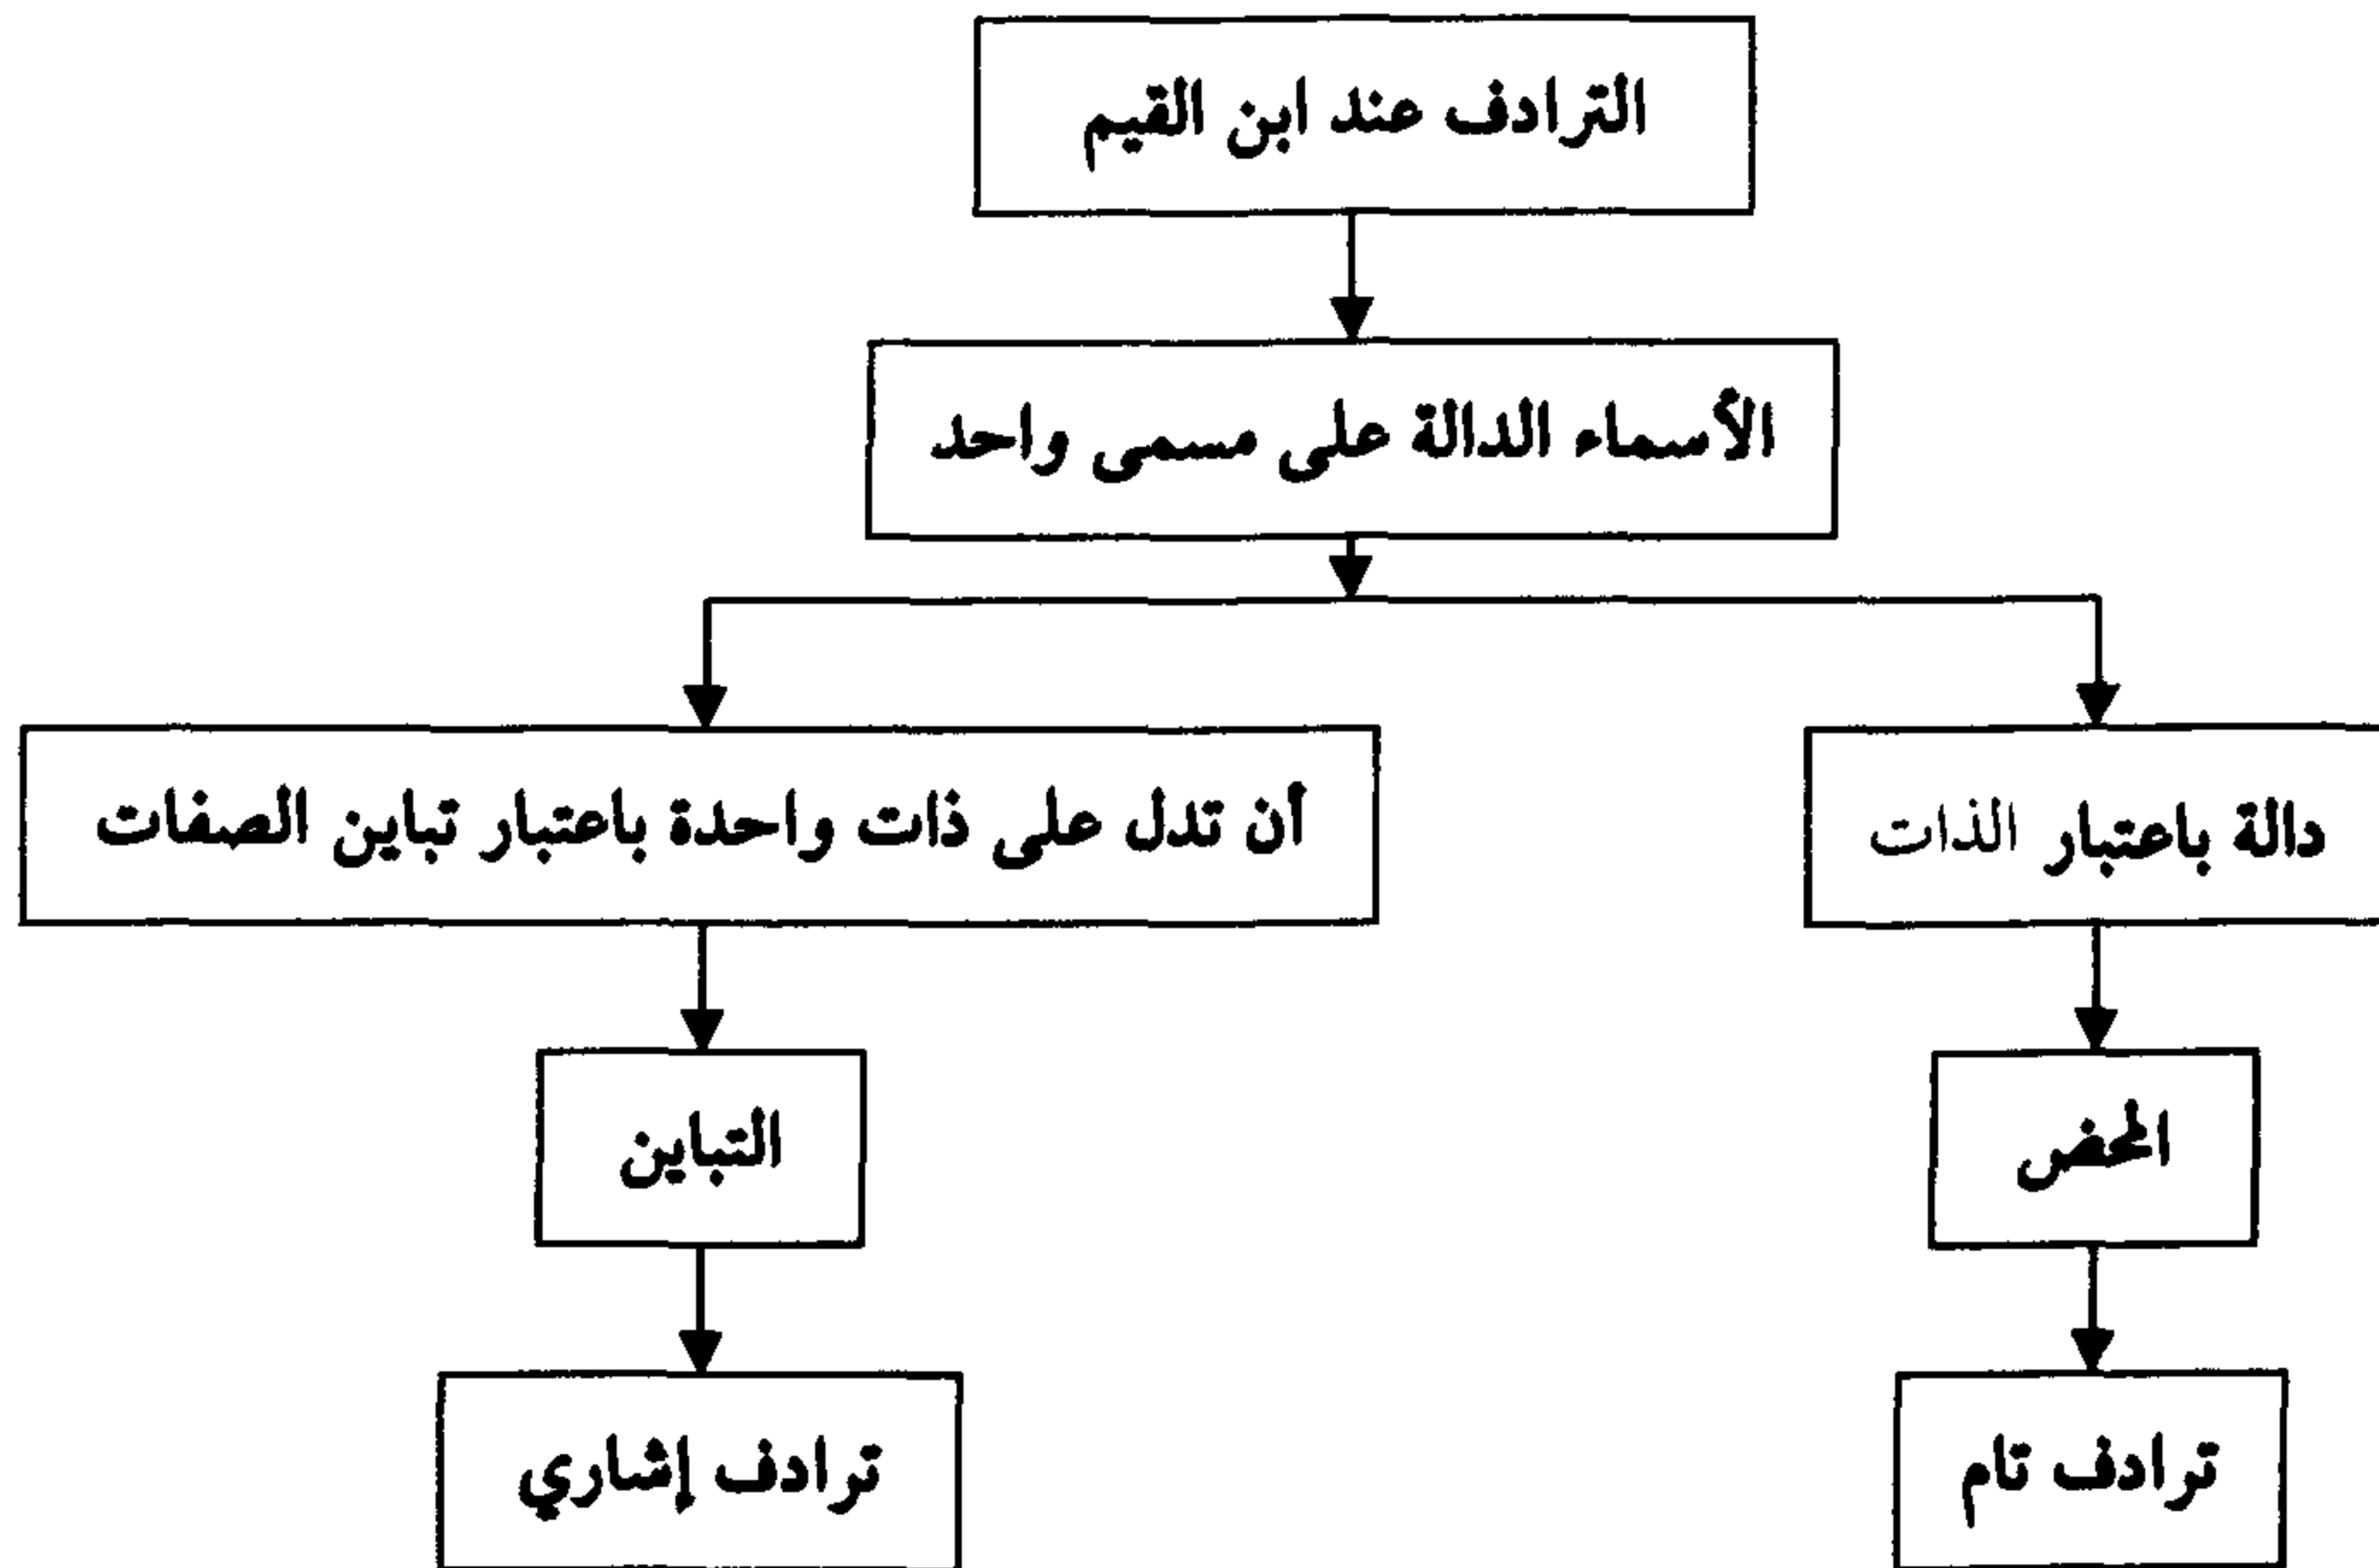 الترادف عند ابن القيم
الأسماء الدالة على مسمى واحد
دالة باعتبار الذات
أن تدل على ذات واحدة باعتبار تباين الصفات
المحض
التباين
ترادف تام
ترادف إشاري